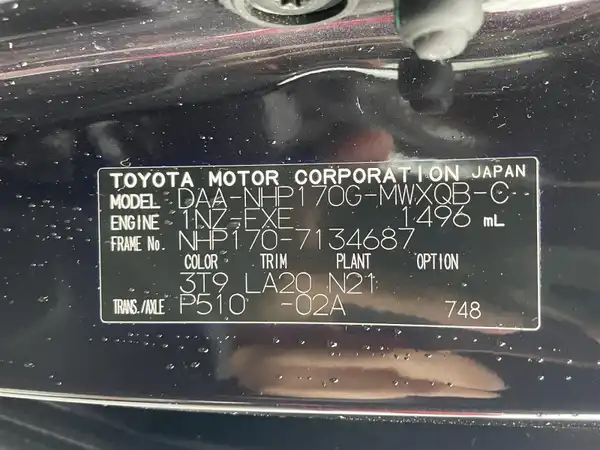 TOYOTA MOTOR CORPORATION JAPAN
MODEL DAA-NHP170G-MWXQB-C
ENGINE 1NZ-FXE 1496 mL
FRAME No. NHP170-7134687
COLOR TRIM PLANT OPTION
3T9 LA20 N21
TRANS./AXLE P510 -02A 748